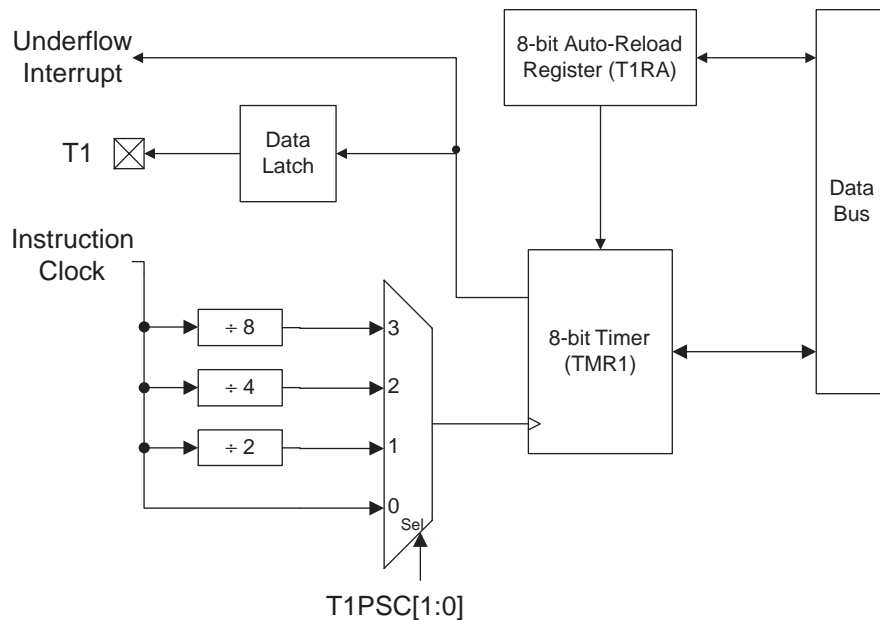 Underflow
Interrupt
8-bit Auto-Reload
Register (T1RA)
T1
Data
Latch
Data
Bus
Instruction
Clock
÷ 8
3
8-bit Timer
(TMR1)
÷ 4
2
÷ 2
1
0
Sel
T1PSC[1:0]